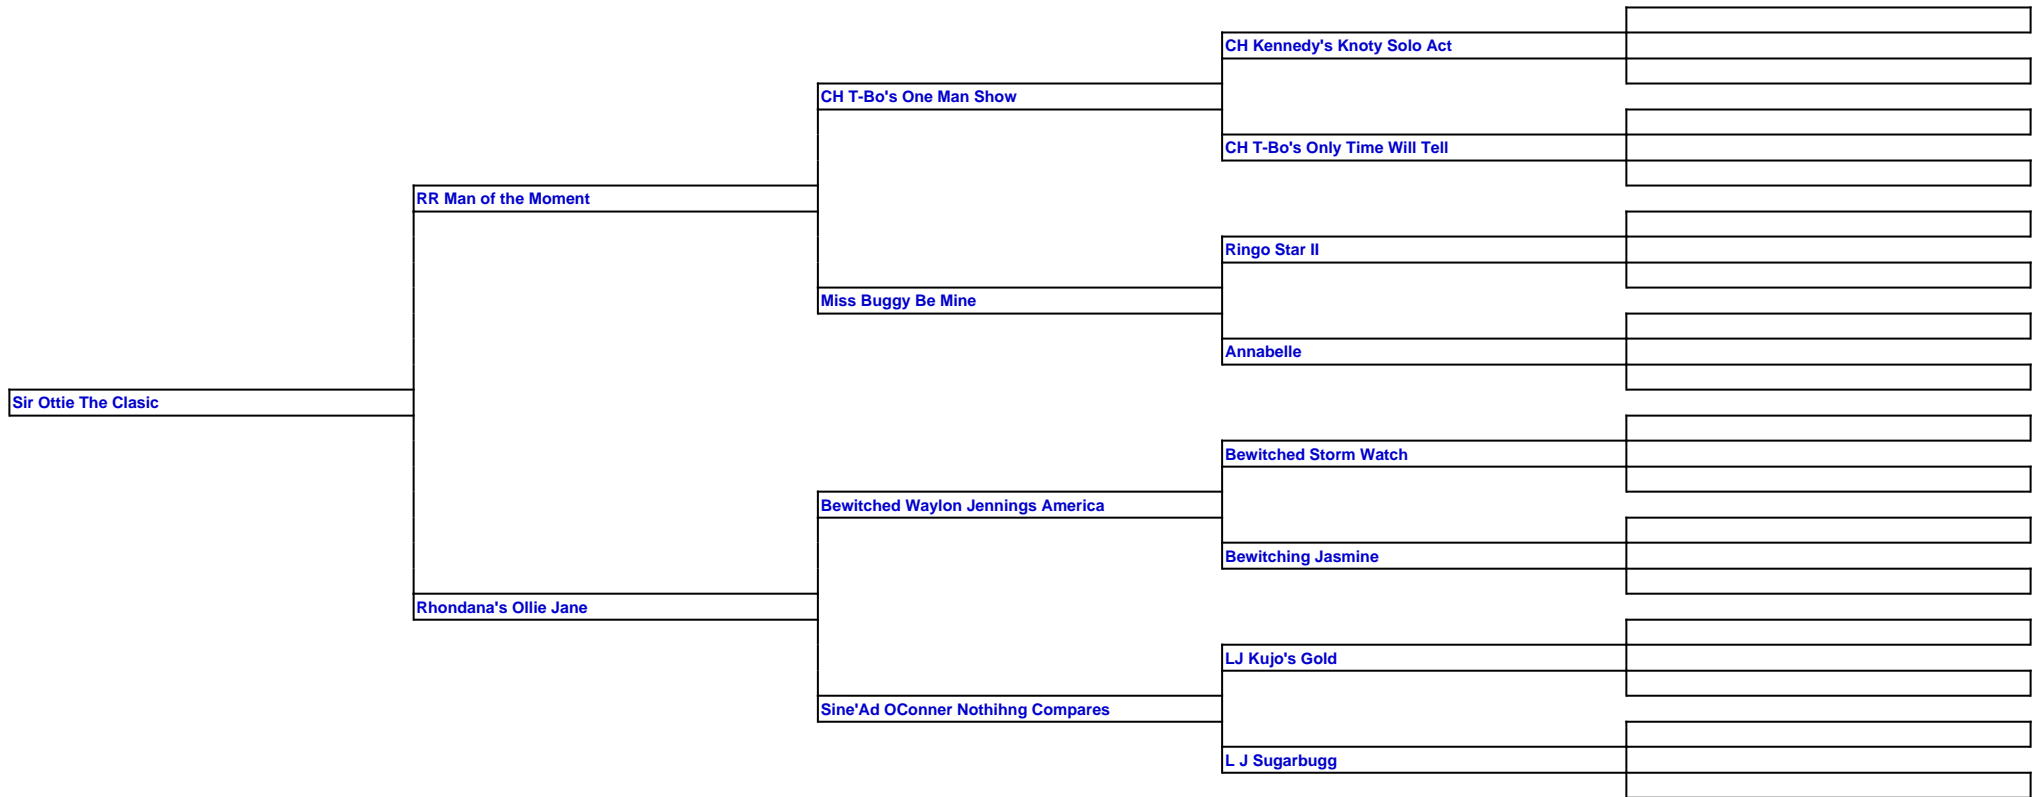 CH Kennedy's Knoty Solo Act
CH T-Bo's One Man Show
CH T-Bo's Only Time Will Tell
RR Man of the Moment
Ringo Star II
Miss Buggy Be Mine
Annabelle
Sir Ottie The Clasic
Bewitched Storm Watch
Bewitched Waylon Jennings America
Bewitching Jasmine
Rhondana's Ollie Jane
LJ Kujo's Gold
Sine'Ad OConner Nothihng Compares
L J Sugarbugg